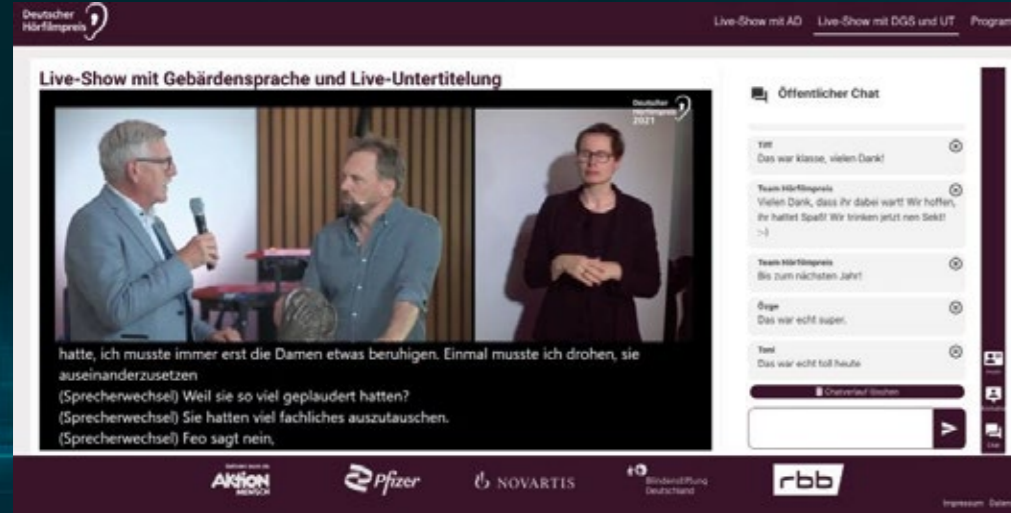 Deutscher
Hörfilmpreis
Live-Show mit AD
Live-Show mit DGS und UT
Program
Live-Show mit Gebärdensprache und Live-Untertitelung
Deutscher
Hörfilmpreis
2021
hatte, ich musste immer erst die Damen etwas beruhigen. Einmal musste ich drohen, sie
auseinanderzusetzen
(Sprecherwechsel) Weil sie so viel geplaudert hatten?
(Sprecherwechsel) Sie hatten viel fachliches auszutauschen.
(Sprecherwechsel) Feo sagt nein,
Öffentlicher Chat
Das war klasse, vielen Dank!
Team Hörfilmpreis
Vielen Dank, dass ihr dabei wart! Wir hoffen,
ihr hattet Spaß! Wir trinken jetzt nen Sekt!
:-)
Team Hörfilmpreis
Bis zum nächsten Jahr!
Özge
Das war echt super.
Toni
Das war echt toll heute
Chatverlauf löschen
Chat
AKTION
MENSCH
Pfizer
NOVARTIS
Blindenstiftung
Deutschland
rbb
Impressum
Daten